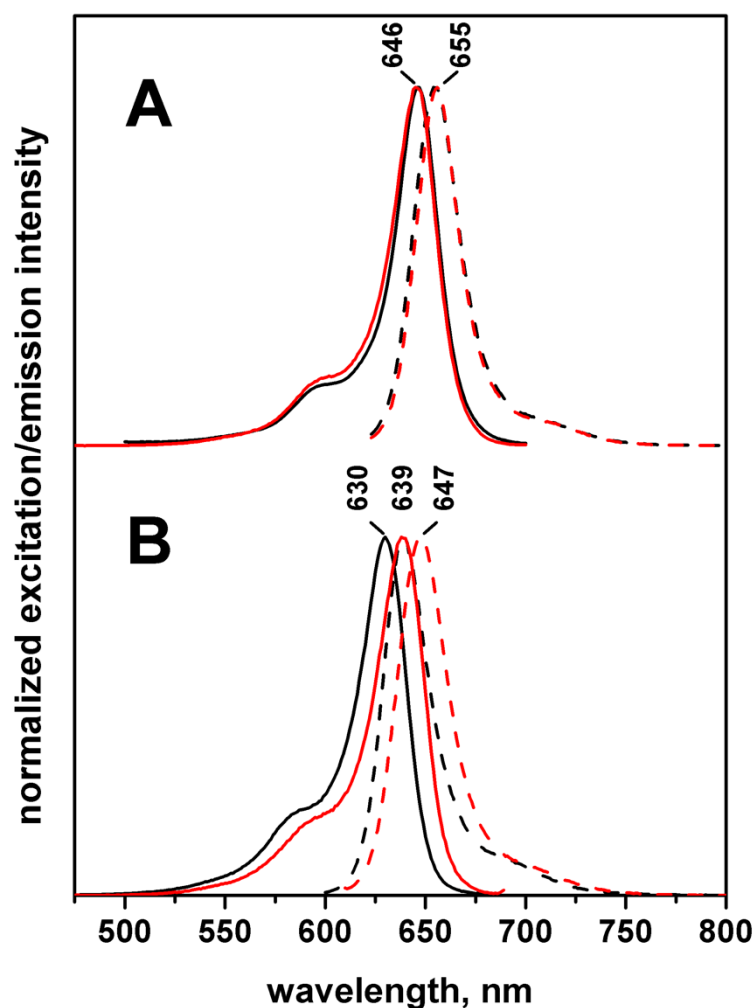 646 655
A
normalized excitation/emission intensity
630 639 647
B
500 550 600 650 700 750 800
wavelength, nm